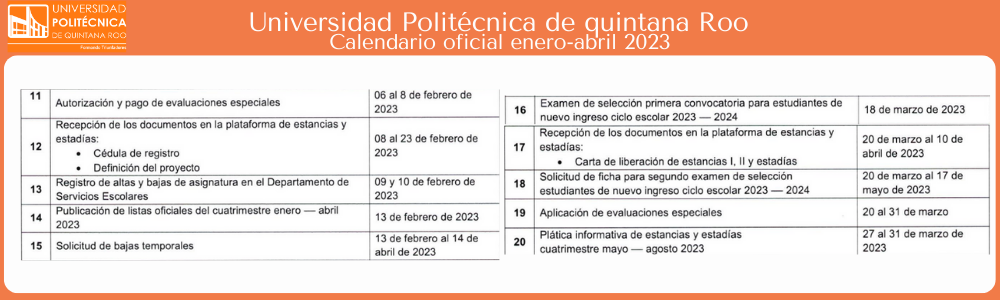 UNIVERSIDAD
POLITÉCNICA
DE QUINTANA ROO
Formando Triunfadores
Universidad Politécnica de quintana Roo
Calendario oficial enero-abril 2023
11 Autorización y pago de evaluaciones especiales 06 al 8 de febrero de
2023
12 Recepción de los documentos en la plataforma de estancias y
estadías:
• Cédula de registro
• Definición del proyecto
08 al 23 de febrero de
2023
13 Registro de altas y bajas de asignatura en el Departamento de
Servicios Escolares
09 y 10 de febrero de
2023
14 Publicación de listas oficiales del cuatrimestre enero — abril
2023
13 de febrero de 2023
15 Solicitud de bajas temporales 13 de febrero al 14 de
abril de 2023
16 Examen de selección primera convocatoria para estudiantes de
nuevo ingreso ciclo escolar 2023 — 2024
18 de marzo de 2023
17 Recepción de los documentos en la plataforma de estancias y
estadías:
• Carta de liberación de estancias I, II y estadías
20 de marzo al 10 de
abril de 2023
18 Solicitud de ficha para segundo examen de selección
estudiantes de nuevo ingreso ciclo escolar 2023 — 2024
20 de marzo al 17 de
mayo de 2023
19 Aplicación de evaluaciones especiales 20 al 31 de marzo
20 Plática informativa de estancias y estadías
cuatrimestre mayo — agosto 2023
27 al 31 de marzo de
2023